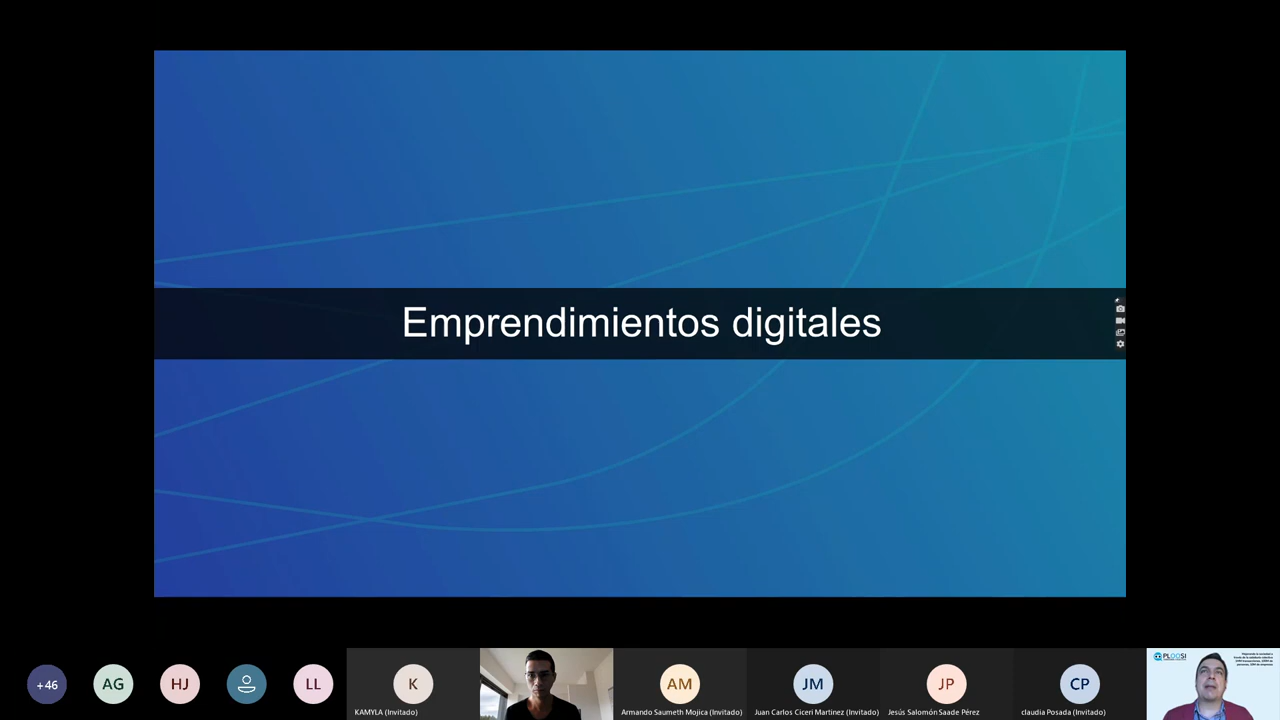 Emprendimientos digitales
+46
AG
HJ
LL
K
KAMYLA (Invitado)
AM
Armando Saumeth Mojica (Invitado)
JM
Juan Carlos Ciceri Martinez (Invitado)
JP
Jesús Salomón Saade Pérez
CP
claudia Posada (Invitado)